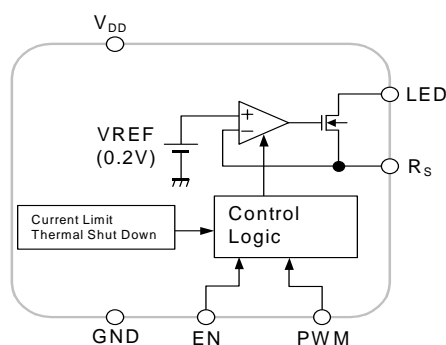 VDD
LED
+
−
VREF
(0.2V)
RS
Current Limit
Thermal Shut Down
Control
Logic
GND
EN
PWM